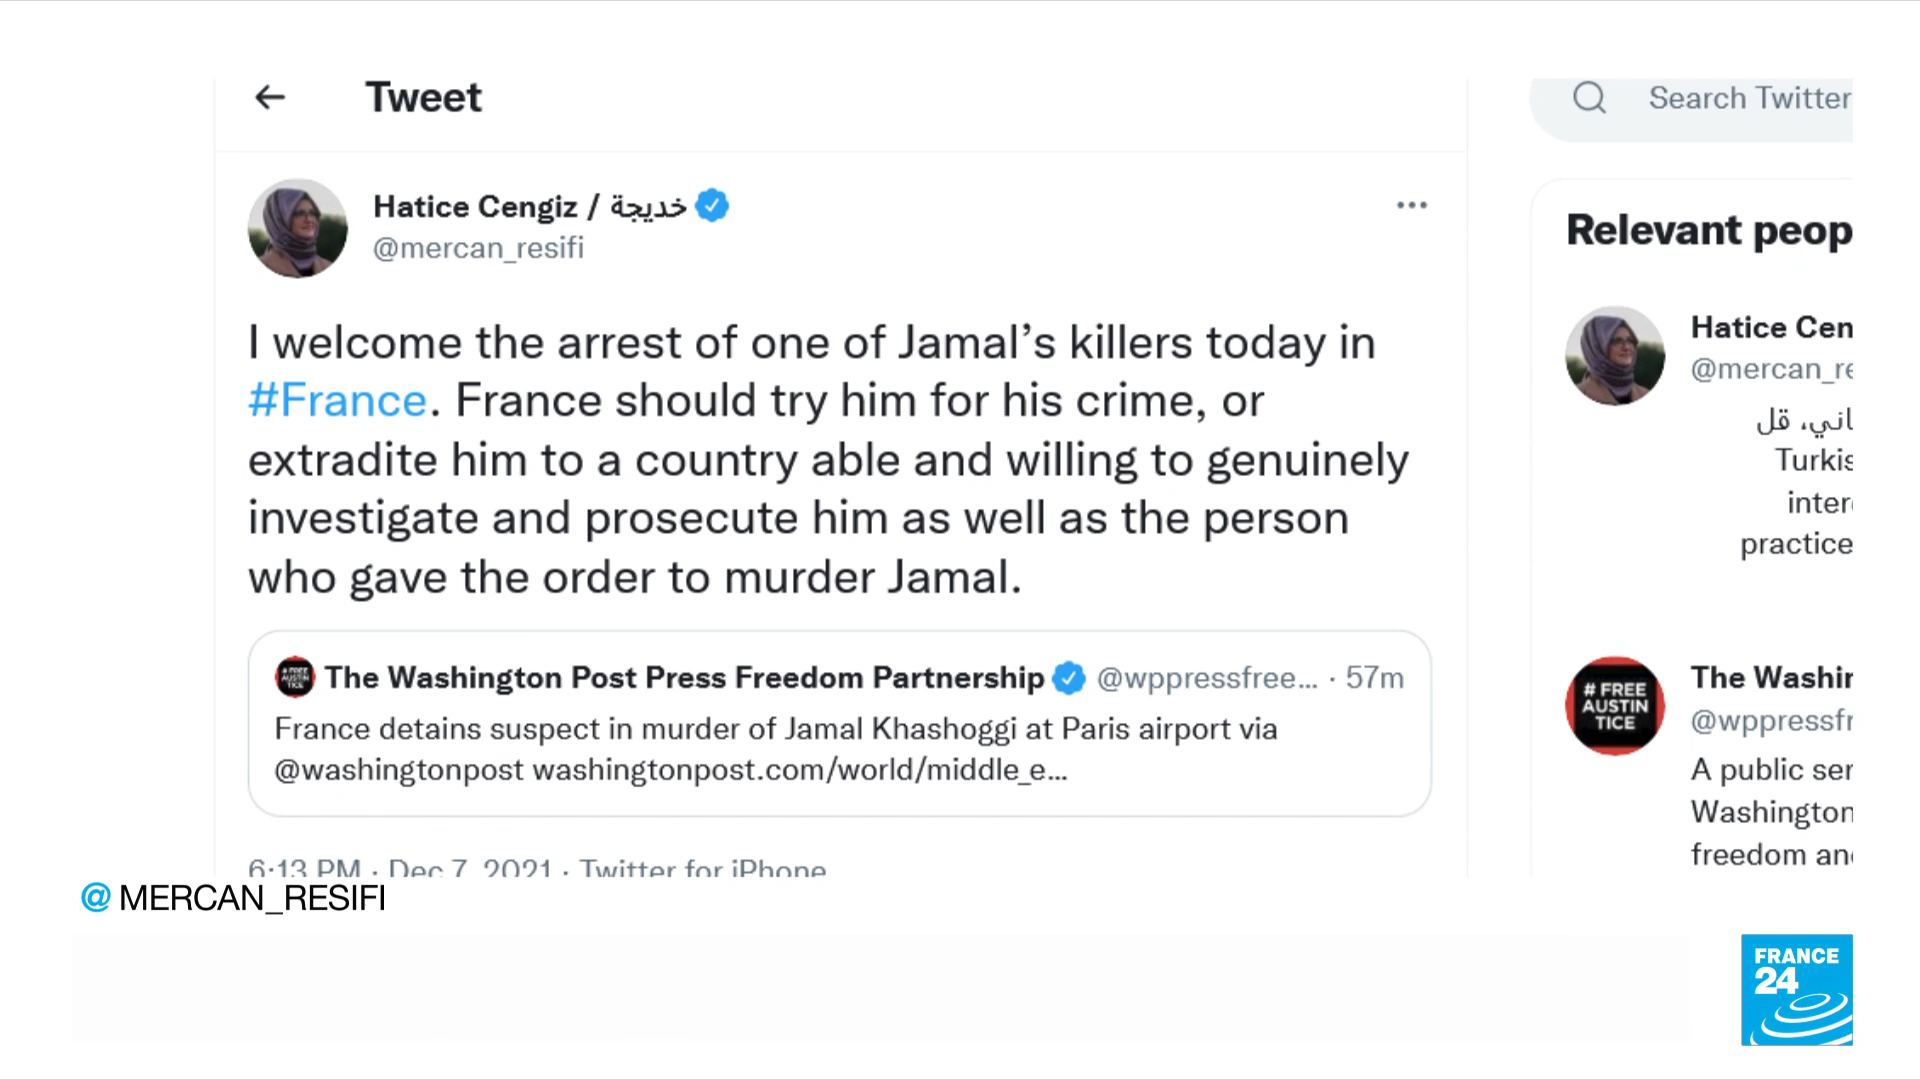 Tweet
Search Twitter
Hatice Cengiz / خديجة
@mercan_resifi
I welcome the arrest of one of Jamal’s killers today in
#France. France should try him for his crime, or
extradite him to a country able and willing to genuinely
investigate and prosecute him as well as the person
who gave the order to murder Jamal.
The Washington Post Press Freedom Partnership @wppressfree... · 57m
France detains suspect in murder of Jamal Khashoggi at Paris airport via
@washingtonpost washingtonpost.com/world/middle_e...
6:13 PM · Dec 7, 2021 · Twitter for iPhone
Relevant peop
Hatice Cen
@mercan_re
اني، قل
Turkis
inter
practice
# FREE
AUSTIN
TICE
The Washin
@wppressfr
A public ser
Washington
freedom an
@ MERCAN_RESIFI
FRANCE
24